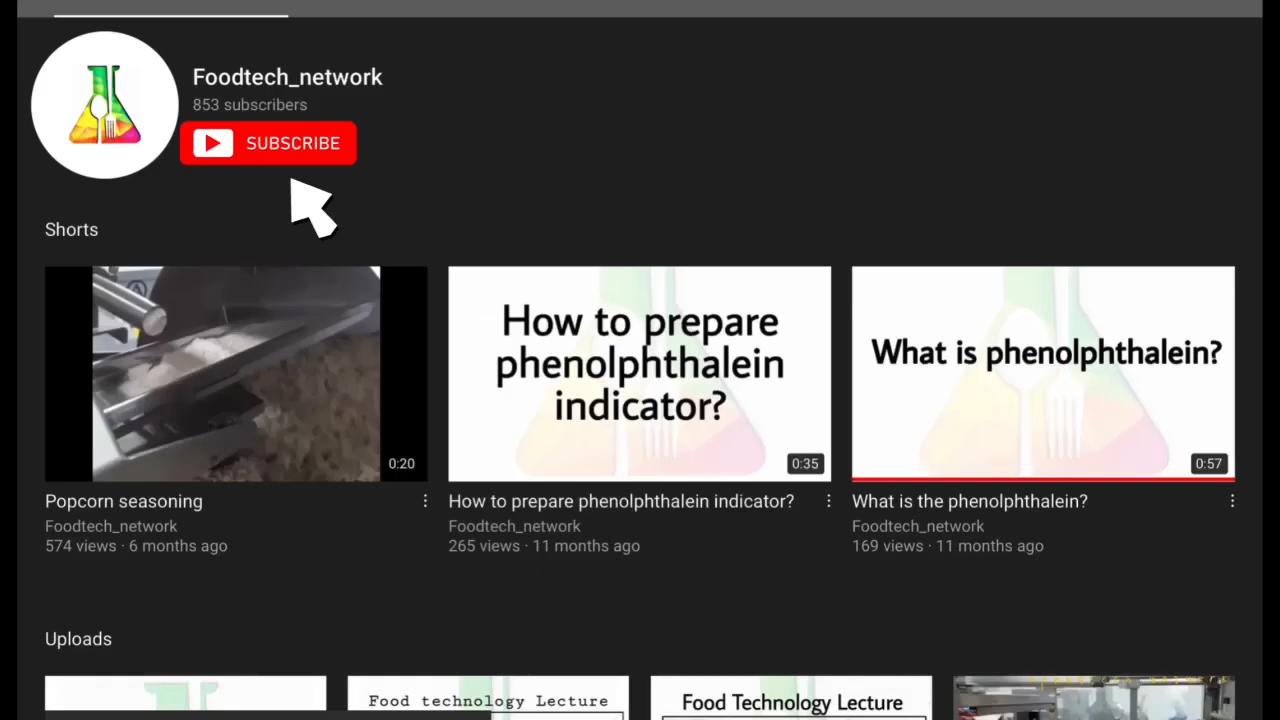 Foodtech_network
853 subscribers
SUBSCRIBE
Shorts
How to prepare
phenolphthalein
indicator?
What is phenolphthalein?
0:20
0:35
0:57
Popcorn seasoning
How to prepare phenolphthalein indicator?
What is the phenolphthalein?
Foodtech_network
Foodtech_network
Foodtech_network
574 views · 6 months ago
265 views · 11 months ago
169 views · 11 months ago
Uploads
Food technology Lecture
Food Technology Lecture